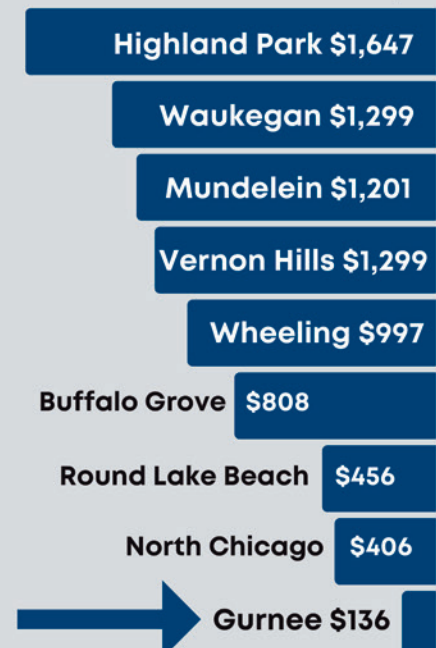 Highland Park $1,647
Waukegan $1,299
Mundelein $1,201
Vernon Hills $1,299
Wheeling $997
Buffalo Grove $808
Round Lake Beach $456
North Chicago $406
Gurnee $136